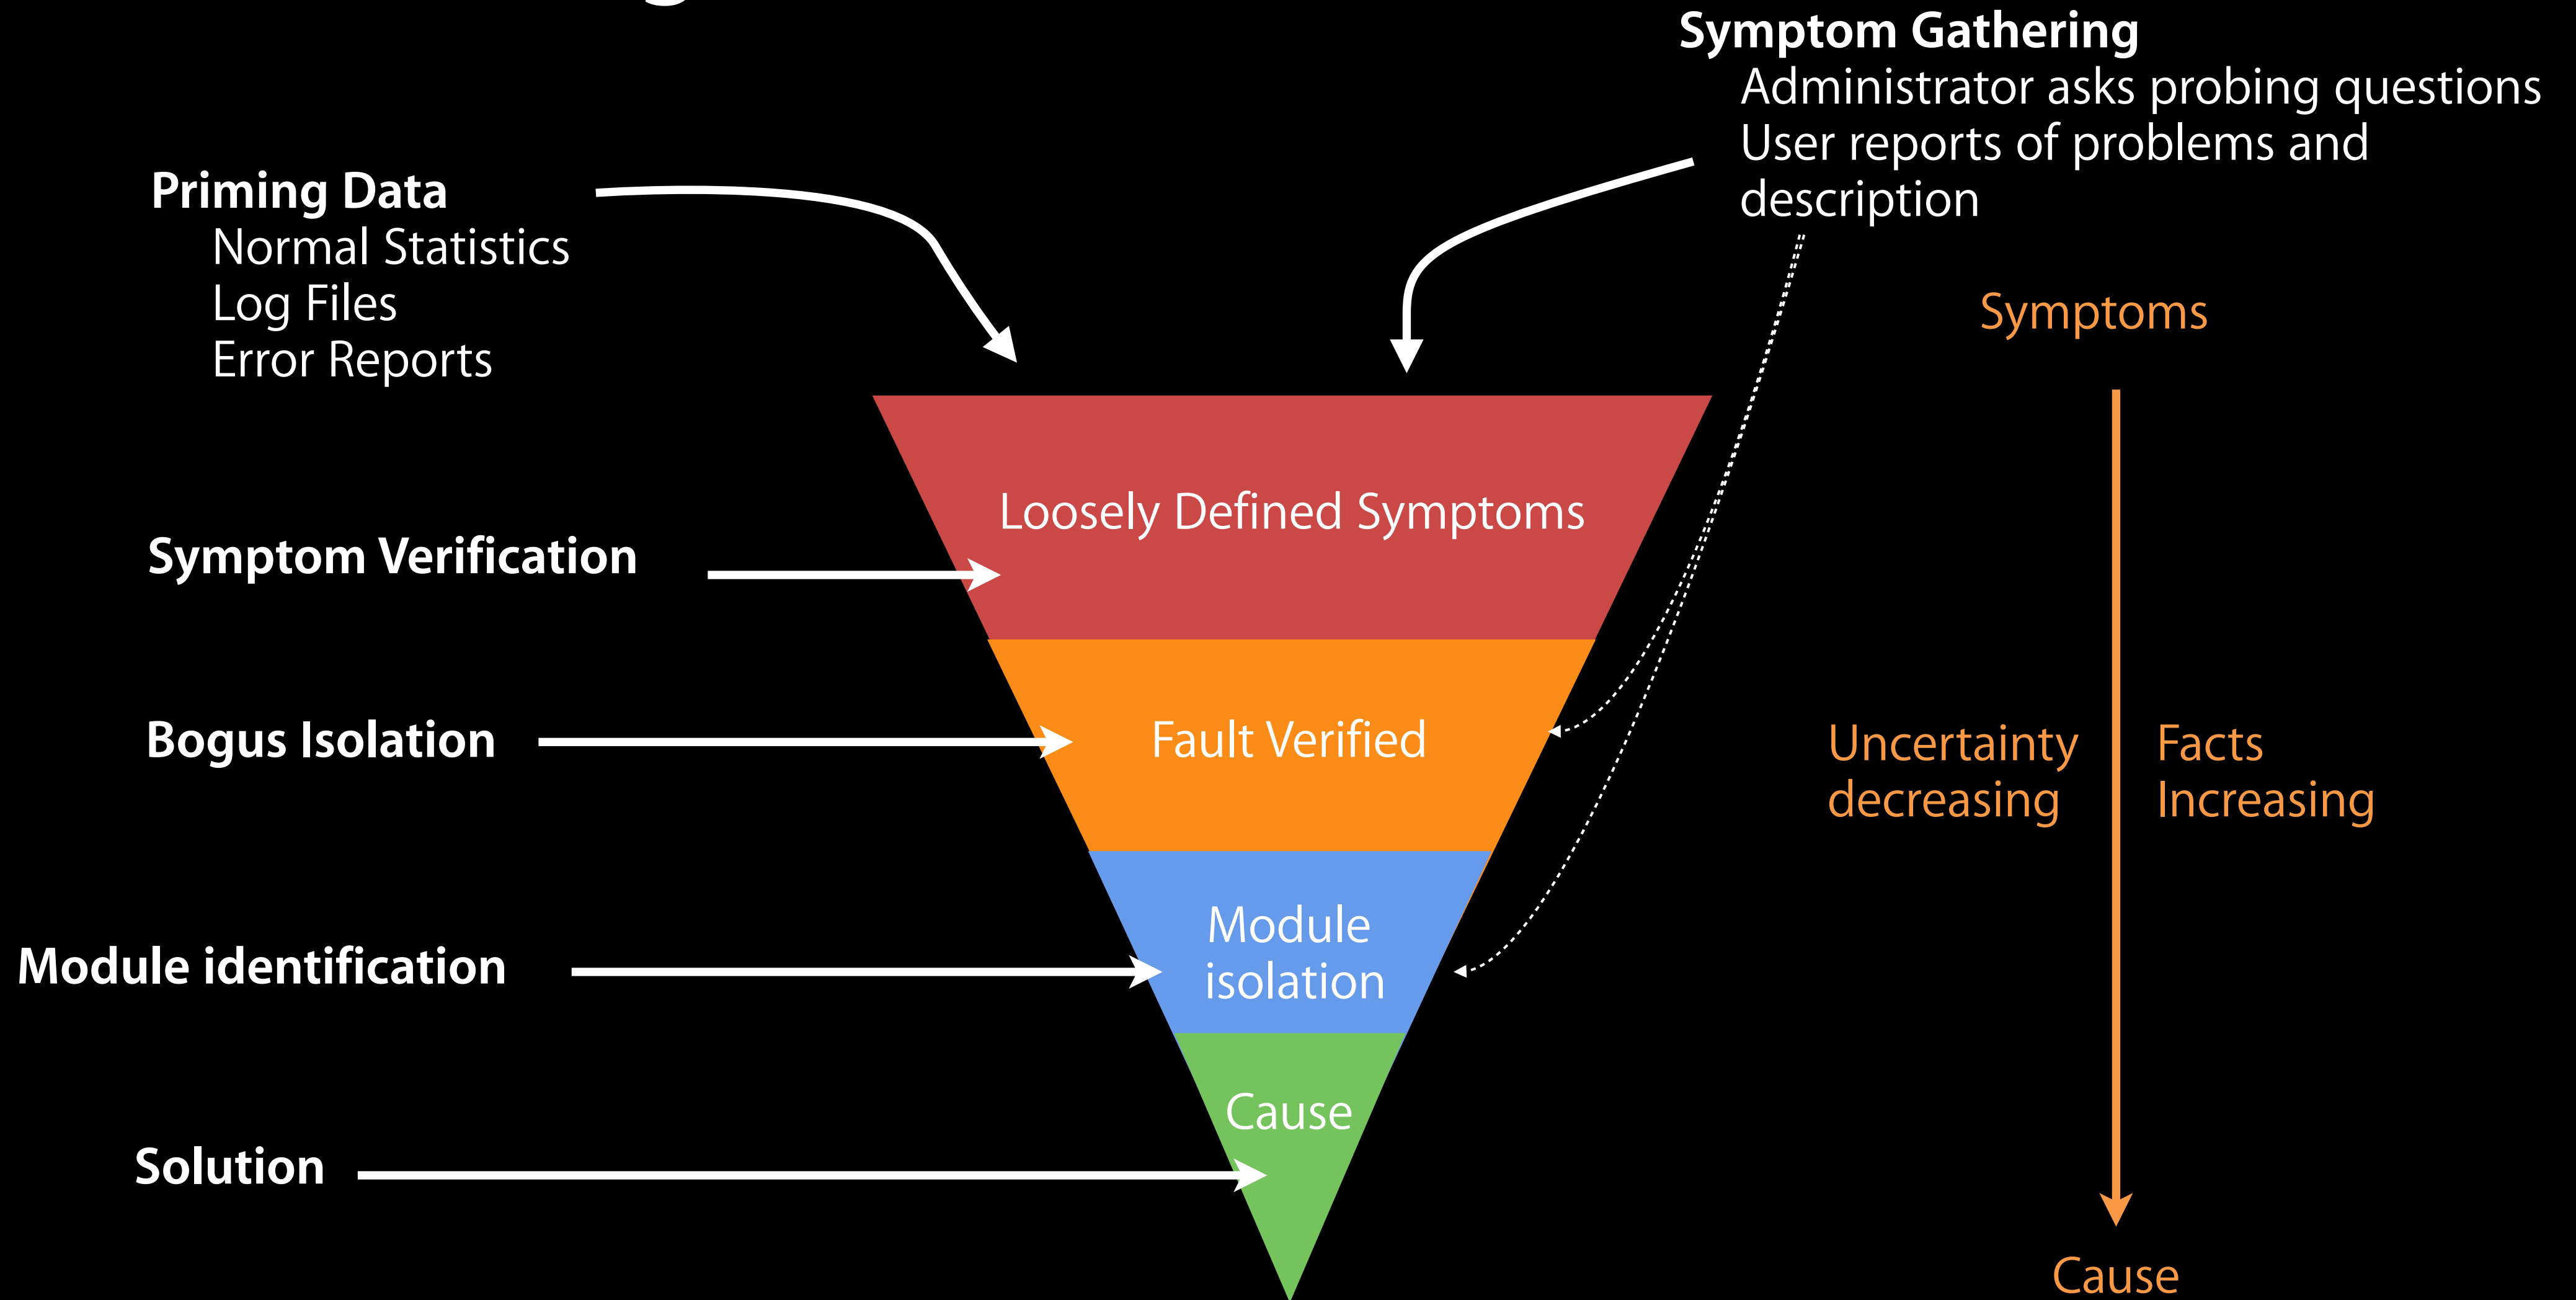 Symptom Gathering
Administrator asks probing questions
User reports of problems and
description
Priming Data
Normal Statistics
Log Files
Error Reports
Symptoms
Loosely Defined Symptoms
Symptom Verification
Bogus Isolation
Fault Verified
Uncertainty
decreasing
Facts
Increasing
Module identification
Module
isolation
Cause
Solution
Cause